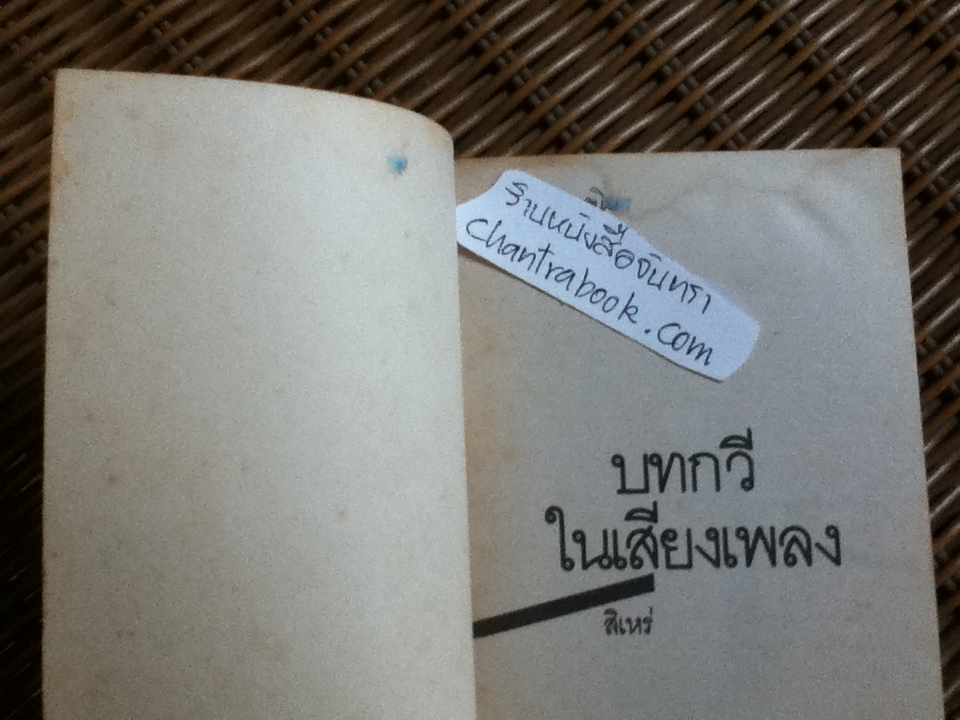 ร้านหนังสือจันทรา
Chantrabook.com
บทกวี
ในเสียงเพลง
สิเหร่